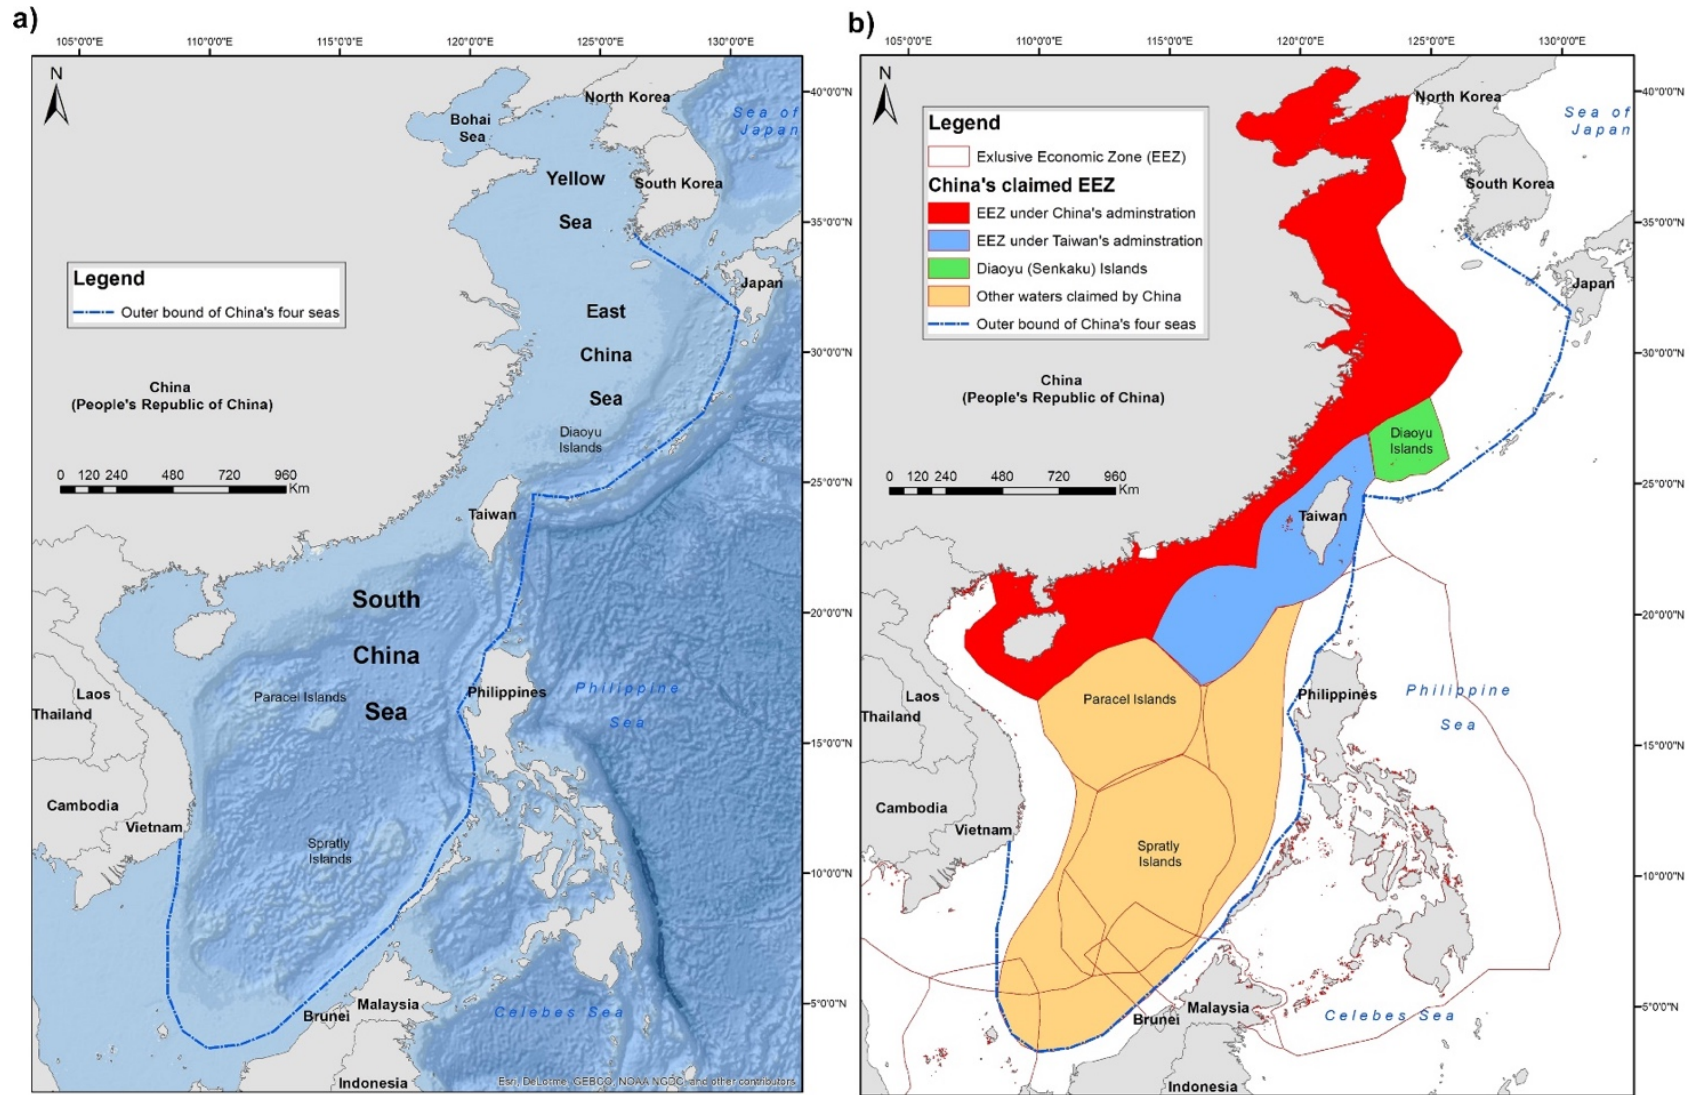 a)
105°0'0"E 110°0'0"E 115°0'0"E 120°0'0"E 125°0'0"E 130°0'0"E
N
40°0'0"N
North Korea
Sea of
Japan
Bohai
Sea
Yellow
Sea
South Korea
35°0'0"N
Legend
Outer bound of China's four seas
Japan
East
China
Sea
30°0'0"N
China
(People's Republic of China)
Diaoyu
Islands
0 120 240 480 720 960
Km
25°0'0"N
Taiwan
South
China
Sea
20°0'0"N
Laos
Thailand
Paracel Islands
Philippines
Philippine
Sea
15°0'0"N
Cambodia
Vietnam
Spratly
Islands
10°0'0"N
Malaysia
Brunei
Celebes Sea
5°0'0"N
Indonesia
Esri, DeLorme, GEBCO, NOAA NGDC, and other contributors
b)
105°0'0"E 110°0'0"E 115°0'0"E 120°0'0"E 125°0'0"E 130°0'0"E
N
40°0'0"N
North Korea
Sea of
Japan
Legend
Exlusive Economic Zone (EEZ)
China's claimed EEZ
EEZ under China's adminstration
EEZ under Taiwan's adminstration
Diaoyu (Senkaku) Islands
Other waters claimed by China
Outer bound of China's four seas
South Korea
35°0'0"N
Japan
30°0'0"N
China
(People's Republic of China)
Diaoyu
Islands
0 120 240 480 720 960
Km
25°0'0"N
Taiwan
20°0'0"N
Laos
Thailand
Paracel Islands
Philippines
Philippine
Sea
15°0'0"N
Cambodia
Vietnam
Spratly
Islands
10°0'0"N
Malaysia
Brunei
Celebes Sea
5°0'0"N
Indonesia